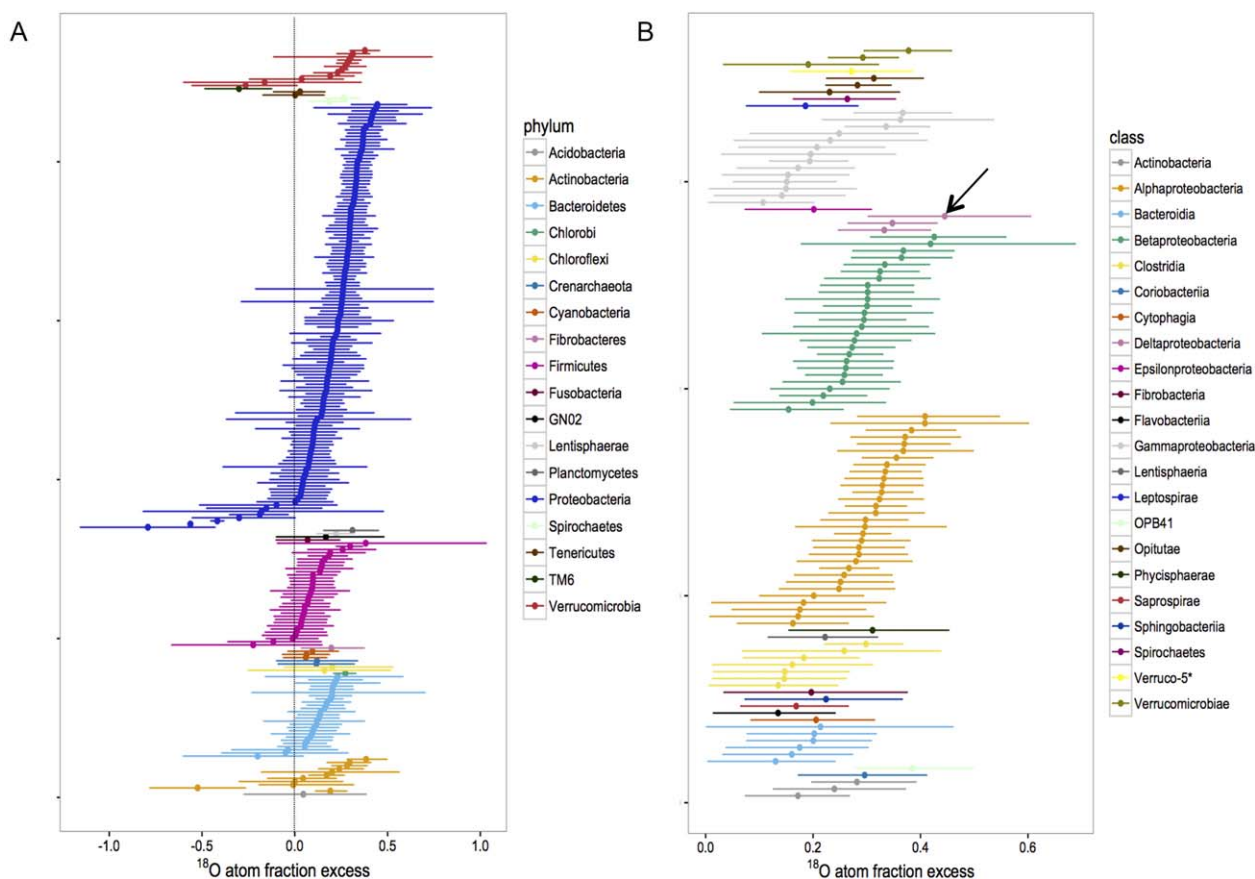 A
B
phylum
Acidobacteria
Actinobacteria
Bacteroidetes
Chlorobi
Chloroflexi
Crenarchaeota
Cyanobacteria
Fibrobacteres
Firmicutes
Fusobacteria
GN02
Lentisphaerae
Planctomycetes
Proteobacteria
Spirochaetes
Tenericutes
TM6
Verrucomicrobia
-1.0 -0.5 0.0 0.5 1.0
18O atom fraction excess
class
Actinobacteria
Alphaproteobacteria
Bacteroidia
Betaproteobacteria
Clostridia
Coriobacteriia
Cytophagia
Deltaproteobacteria
Epsilonproteobacteria
Fibrobacteria
Flavobacteriia
Gammaproteobacteria
Lentisphaeria
Leptospirae
OPB41
Opitutae
Phycisphaerae
Saprospirae
Sphingobacteriia
Spirochaetes
Verruco-5*
Verrucomicrobiae
0.0 0.2 0.4 0.6
18O atom fraction excess